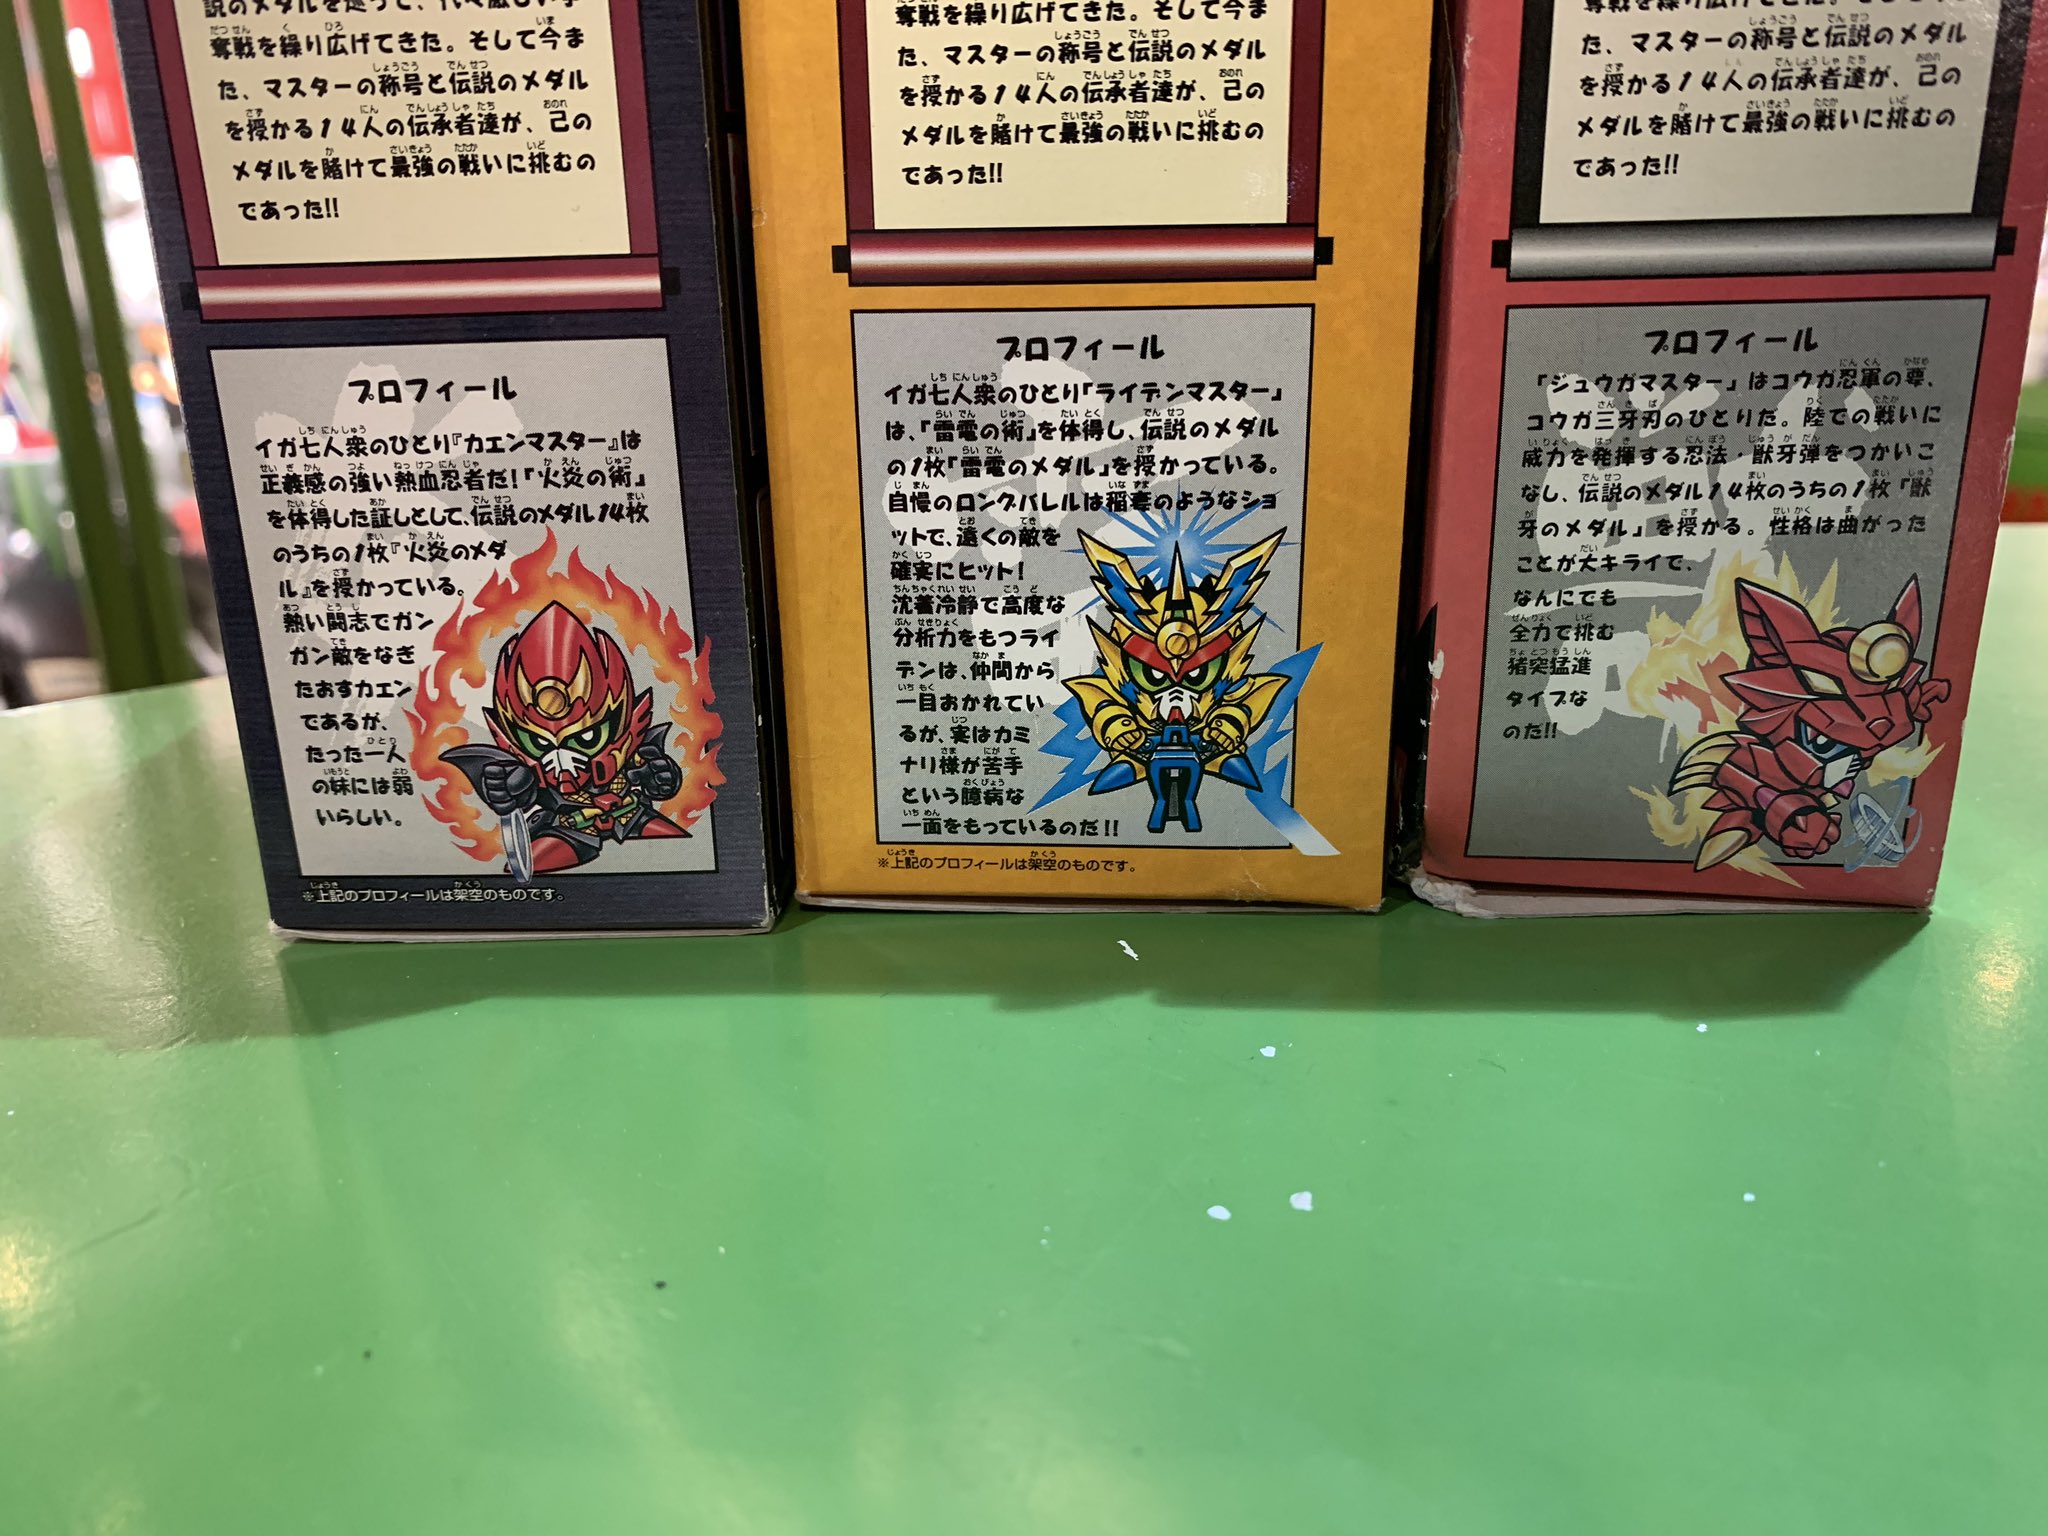 奪戦を繰り広げてきた。そして今ま
た、マスターの称号と伝説のメダル
を授かる14人の伝承者達が、己の
メダルを賭けて最強の戦いに挑むの
であった!!
プロフィール
イガ七人衆のひとり『カエンマスター』は
正義感の強い熱血忍者だ!『火炎の術』
を体得した証しとして、伝説のメダル14枚
のうちの1枚『火炎のメダ
ル』を授かっている。
熱い闘志でガン
ガン敵をなぎ
たおすカエン
であるが、
たった一人
の妹には弱
いらしい。
※上記のプロフィールは架空のものです。
奪戦を繰り広げてきた。そして今ま
た、マスターの称号と伝説のメダル
を授かる14人の伝承者達が、己の
メダルを賭けて最強の戦いに挑むの
であった!!
プロフィール
イガ七人衆のひとり「ライデンマスター」
は、『雷電の術』を体得し、伝説のメダル
の1枚『雷電のメダル』を授かっている。
自慢のロングバレルは稲妻のようなショ
ットで、遠くの敵を
確実にヒット!
沈着冷静で高度な
分析力をもつライ
デンは、仲間から
一目おかれてい
るが、実はカミ
ナリ様が苦手
という臆病な
一面をもっているのだ!!
※上記のプロフィールは架空のものです。
た、マスターの称号と伝説のメダル
を授かる14人の伝承者達が、己の
メダルを賭けて最強の戦いに挑むの
であった!!
プロフィール
「ジュウガマスター」はコウガ忍軍の要、
コウガ三牙刃のひとりだ。陸での戦いに
威力を発揮する忍法・獣牙弾をつかいこ
なし、伝説のメダル14枚のうちの1枚『獣
牙のメダル』を授かる。性格は曲がった
ことが大キライで、
なんにでも
全力で挑む
猪突猛進
タイプな
のだ!!